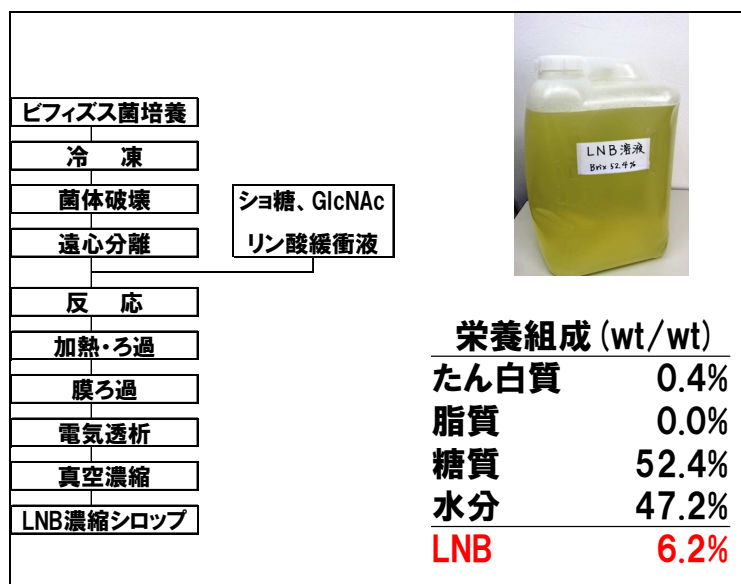 ビフィズス菌培養
冷 凍
菌体破壊
遠心分離
ショ糖、GlcNAc
リン酸緩衝液
反 応
加熱・ろ過
膜ろ過
電気透析
真空濃縮
LNB濃縮シロップ
LNB溶液
Brix 52.4%
栄養組成(wt/wt)
たん白質 0.4%
脂質 0.0%
糖質 52.4%
水分 47.2%
LNB 6.2%